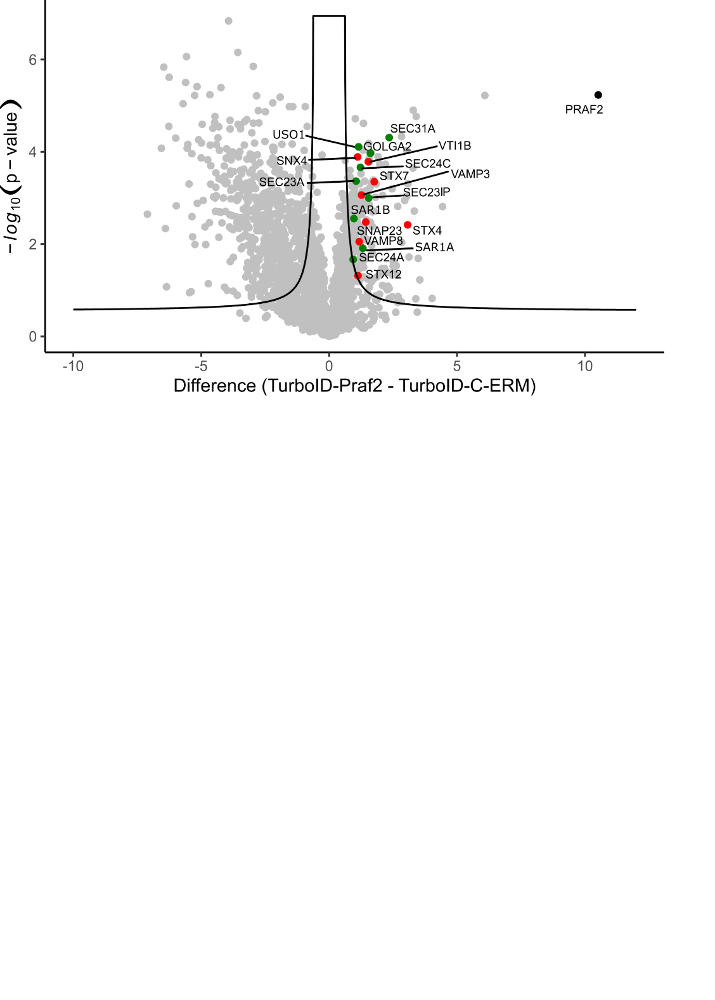 6
4
2
0
−log10(p − value)
PRAF2
SEC31A
USO1
GOLGA2
VTI1B
SNX4
SEC24C
VAMP3
STX7
SEC23A
SEC23IP
SAR1B
SNAP23
STX4
VAMP8
SAR1A
SEC24A
STX12
-10
-5
0
5
10
Difference (TurboID-Praf2 - TurboID-C-ERM)